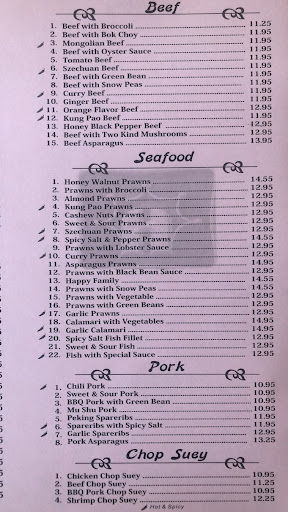 Beef
1. Beef with Broccoli 11.25
2. Beef with Bok Choy 11.95
3. Mongolian Beef 11.95
4. Beef with Oyster Sauce 11.95
5. Tomato Beef 11.95
6. Szechuan Beef 11.95
7. Beef with Green Bean 11.95
8. Beef with Snow Peas 11.95
9. Curry Beef 11.95
10. Ginger Beef 11.95
11. Orange Flavor Beef 11.95
12. Kung Pao Beef 11.95
13. Honey Black Pepper Beef 12.95
14. Beef with Two Kind Mushrooms 12.95
15. Beef Asparagus 13.95
Seafood
1. Honey Walnut Prawns 14.55
2. Prawns with Broccoli 12.95
3. Almond Prawns 12.95
4. Kung Pao Prawns 12.95
5. Cashew Nuts Prawns 12.95
6. Sweet & Sour Prawns 12.95
7. Szechuan Prawns 12.95
8. Spicy Salt & Pepper Prawns 12.95
9. Prawns with Lobster Sauce 12.95
10. Curry Prawns 12.95
11. Asparagus Prawns 14.95
12. Prawns with Black Bean Sauce 12.95
13. Happy Family
14. Prawns with Snow Peas
15. Prawns with Vegetable 12.95
16. Prawns with Green Beans 12.95
17. Garlic Prawns 12.95
18. Calamari with Vegetables 14.95
19. Garlic Calamari 14.95
20. Spicy Salt Fish Fillet 12.95
21. Sweet & Sour Fish 12.95
22. Fish with Special Sauce 12.95
Pork
1. Chili Pork 10.95
2. Sweet & Sour Pork 10.95
3. BBQ Pork with Green Bean 10.95
4. Mu Shu Pork 10.95
5. Peking Spareribs
6. Spareribs with Spicy Salt
7. Garlic Spareribs 12.95
8. Pork Asparagus 13.25
Chop Suey
1. Chicken Chop Suey 10.95
2. Beef Chop Suey 11.95
3. BBQ Pork Chop Suey 10.95
4. Shrimp Chop Suey 12.95
Hot & Spicy